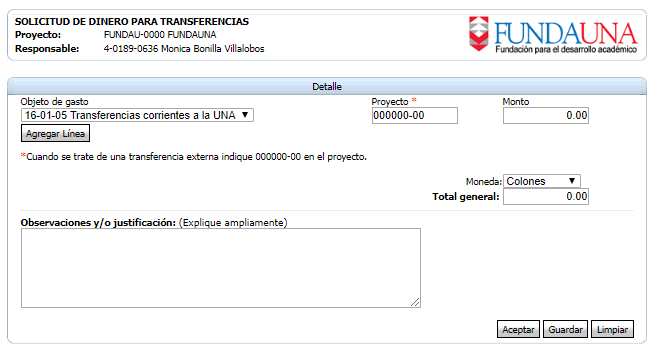 SOLICITUD DE DINERO PARA TRANSFERENCIAS
Proyecto: FUNDAU-0000 FUNDAUNA
Responsable: 4-0189-0636 Monica Bonilla Villalobos
FUNDAUNA
Fundación para el desarrollo académico
Detalle
Objeto de gasto Proyecto * Monto
16-01-05 Transferencias corrientes a la UNA 000000-00 0.00
Agregar Línea
*Cuando se trate de una transferencia externa indique 000000-00 en el proyecto.
Moneda: Colones
Total general: 0.00
Observaciones y/o justificación: (Explique ampliamente)
Aceptar Guardar Limpiar